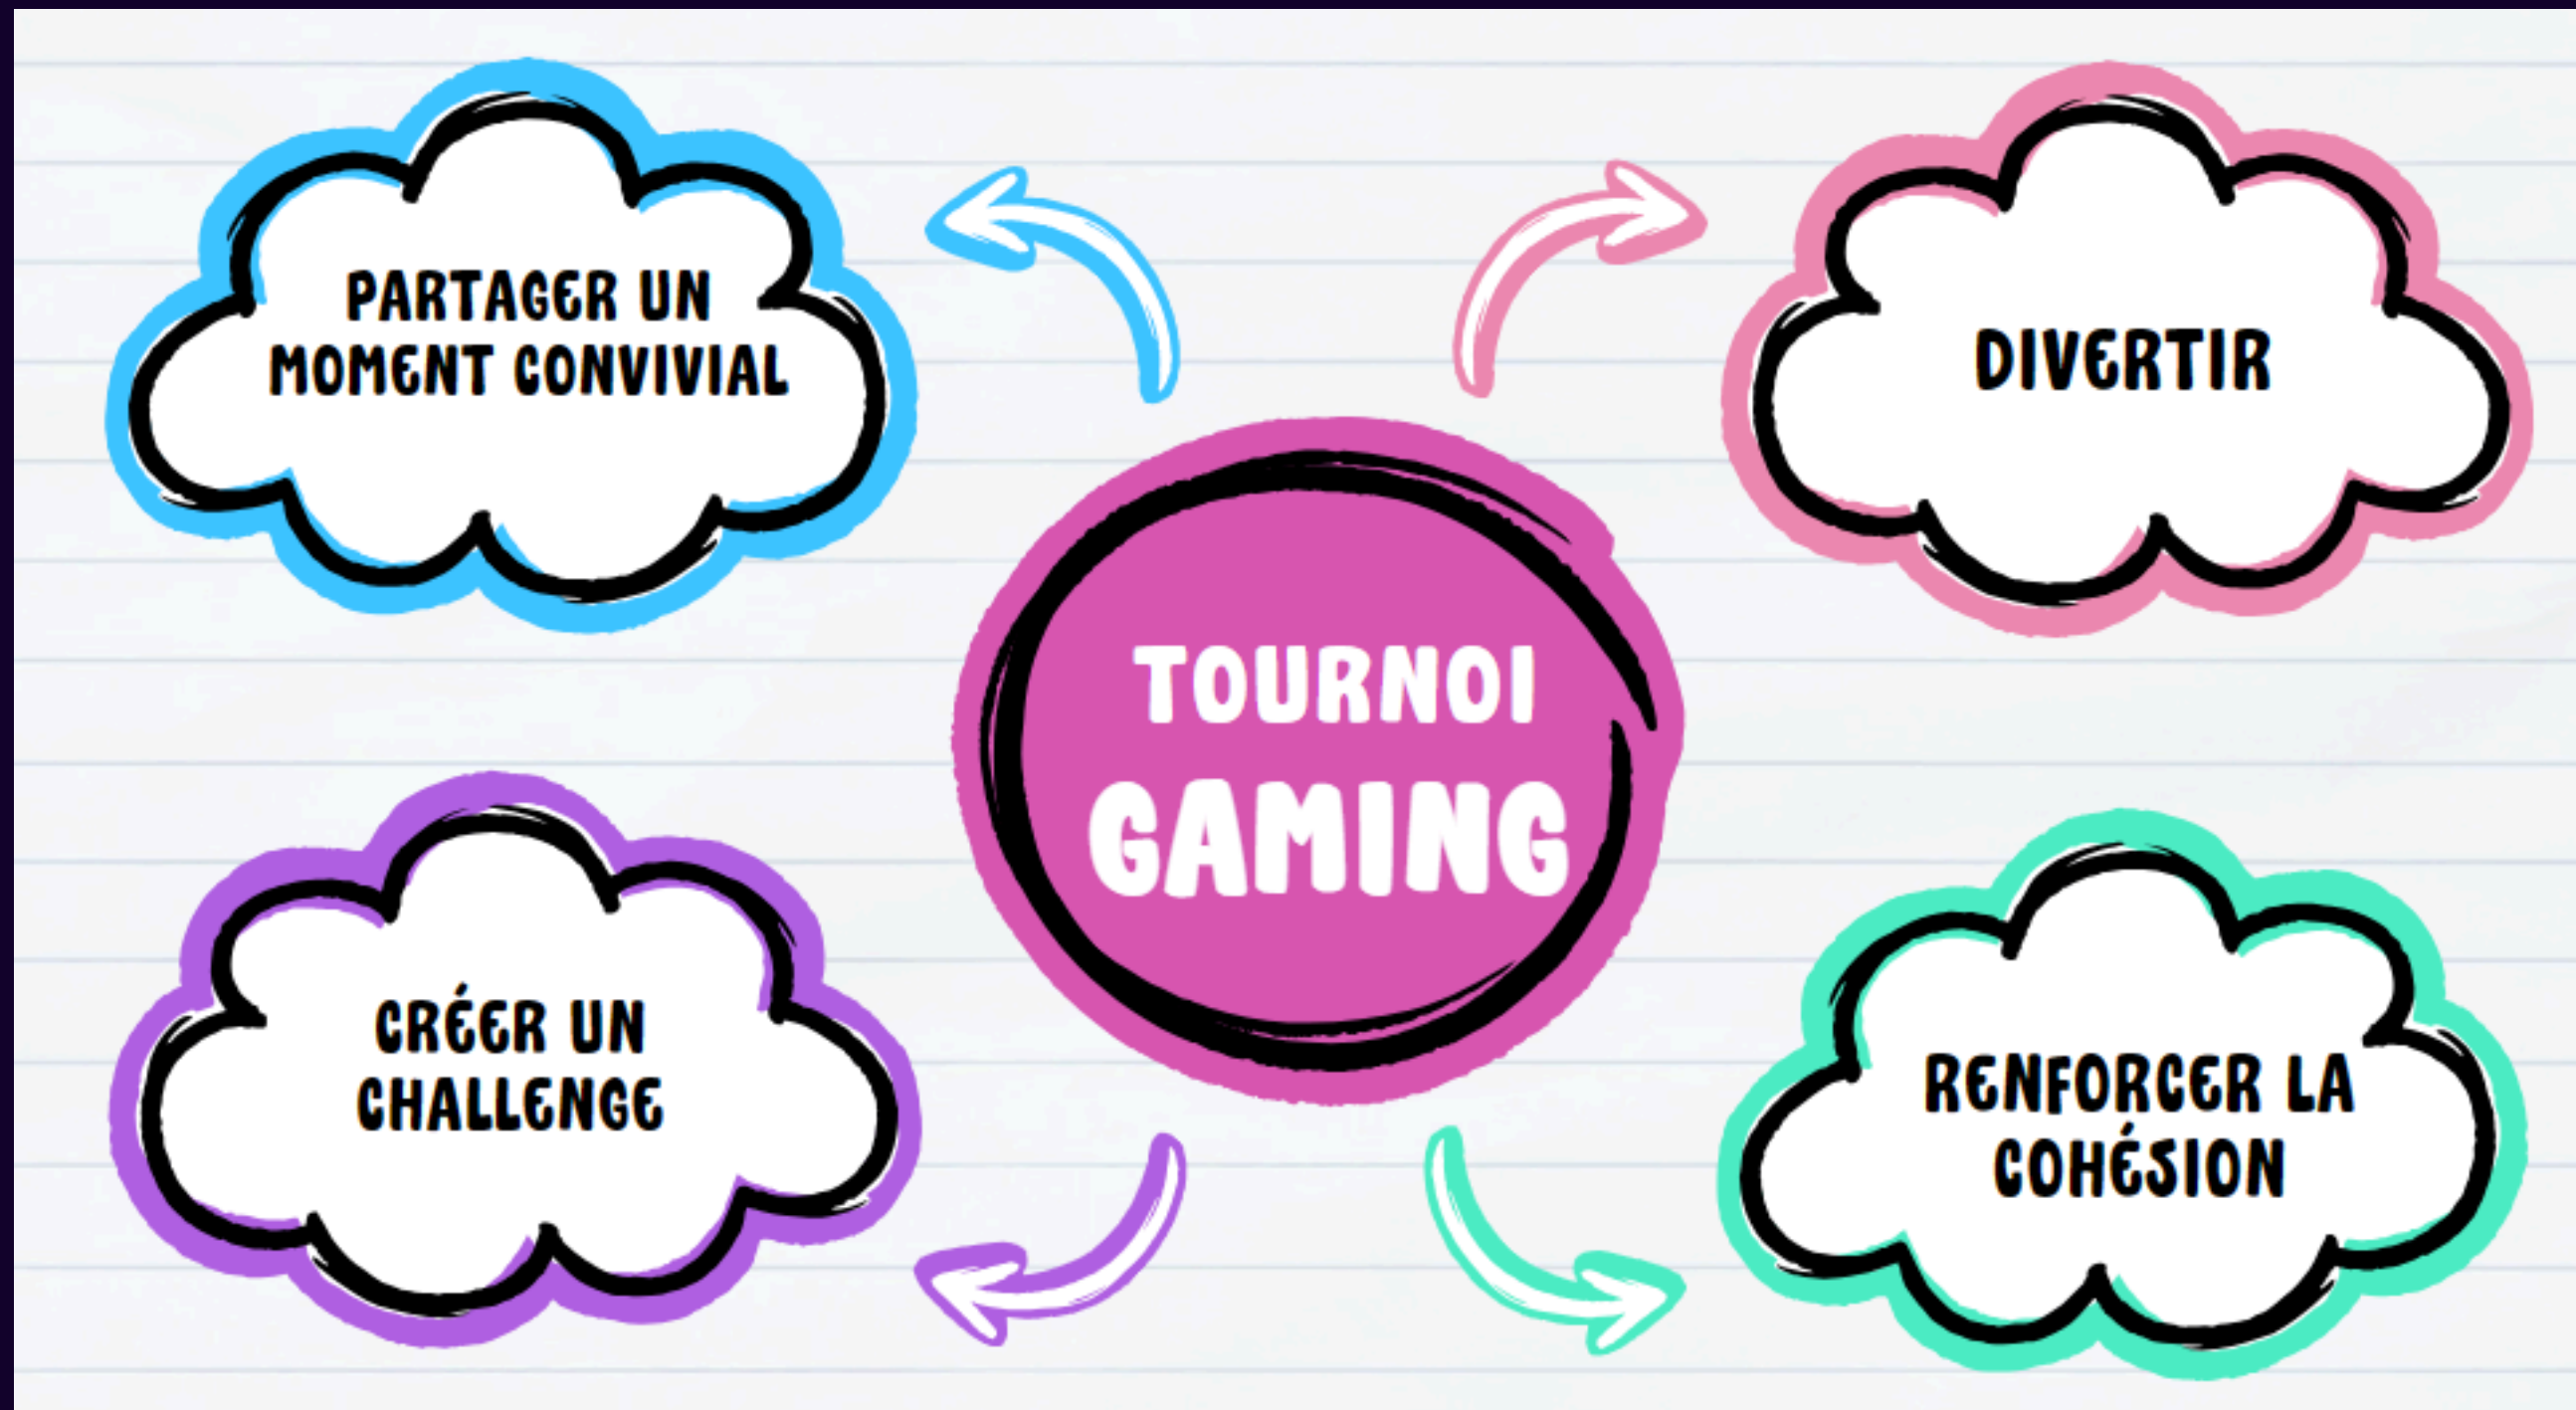 PARTAGER UN
MOMENT CONVIVIAL
DIVERTIR
TOURNOI
GAMING
CRÉER UN
CHALLENGE
RENFORCER LA
COHÉSION